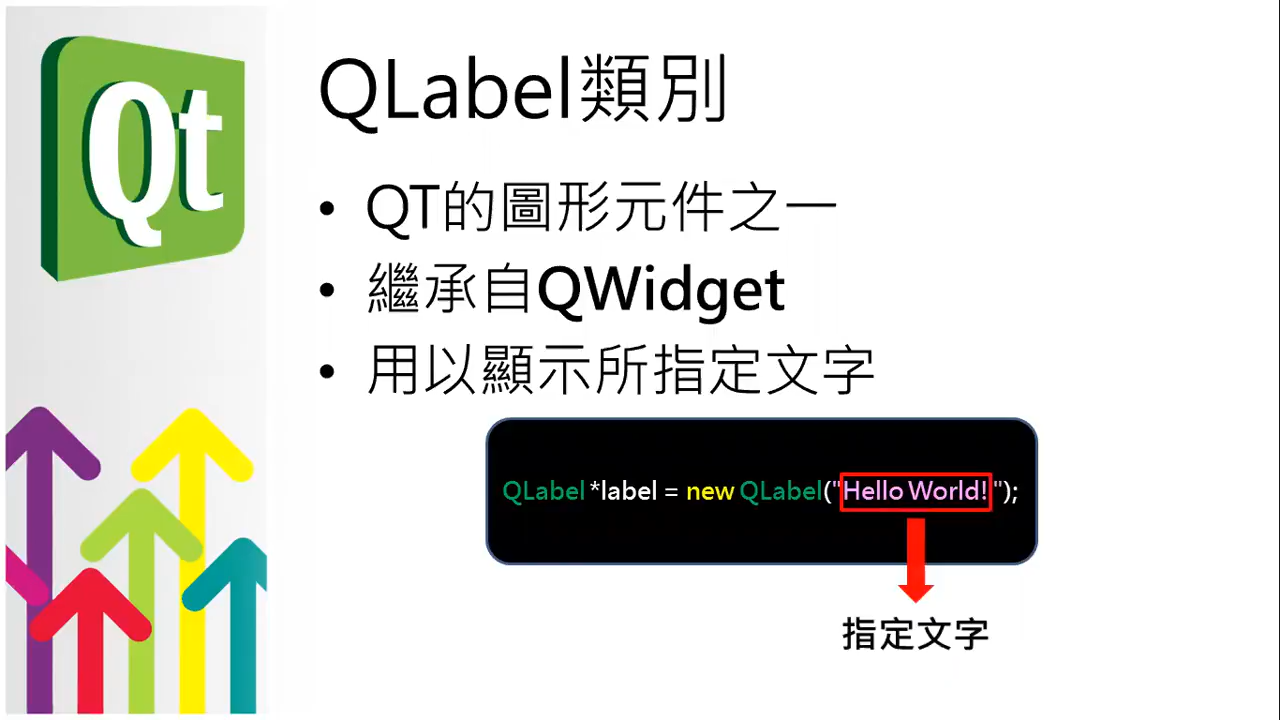 Qt
QLabel類別
• QT的圖形元件之一
• 繼承自QWidget
• 用以顯示所指定文字
QLabel *label = new QLabel("Hello World! ");
指定文字